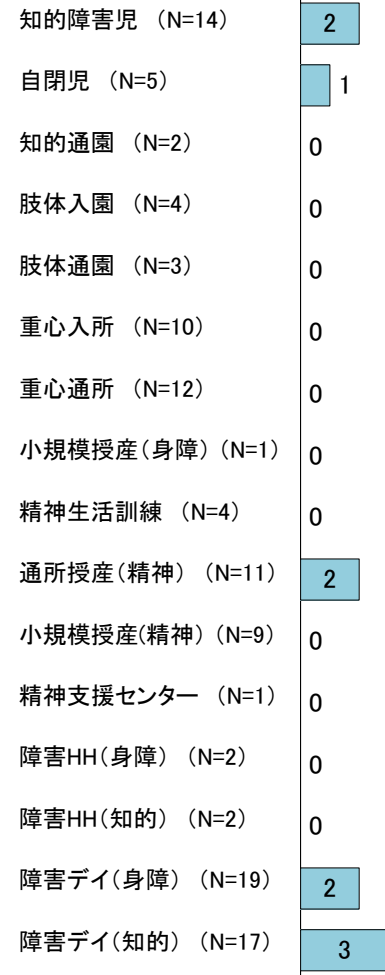 知的障害児 （N=14） 2
自閉児 （N=5） 1
知的通園 （N=2） 0
肢体入園 （N=4） 0
肢体通園 （N=3） 0
重心入所 （N=10） 0
重心通所 （N=12） 0
小規模授産（身障）（N=1） 0
精神生活訓練 （N=4） 0
通所授産（精神） （N=11） 2
小規模授産(精神）（N=9） 0
精神支援センター （N=1） 0
障害HH（身障） （N=2） 0
障害HH（知的） （N=2） 0
障害デイ（身障） （N=19） 2
障害デイ（知的） （N=17） 3